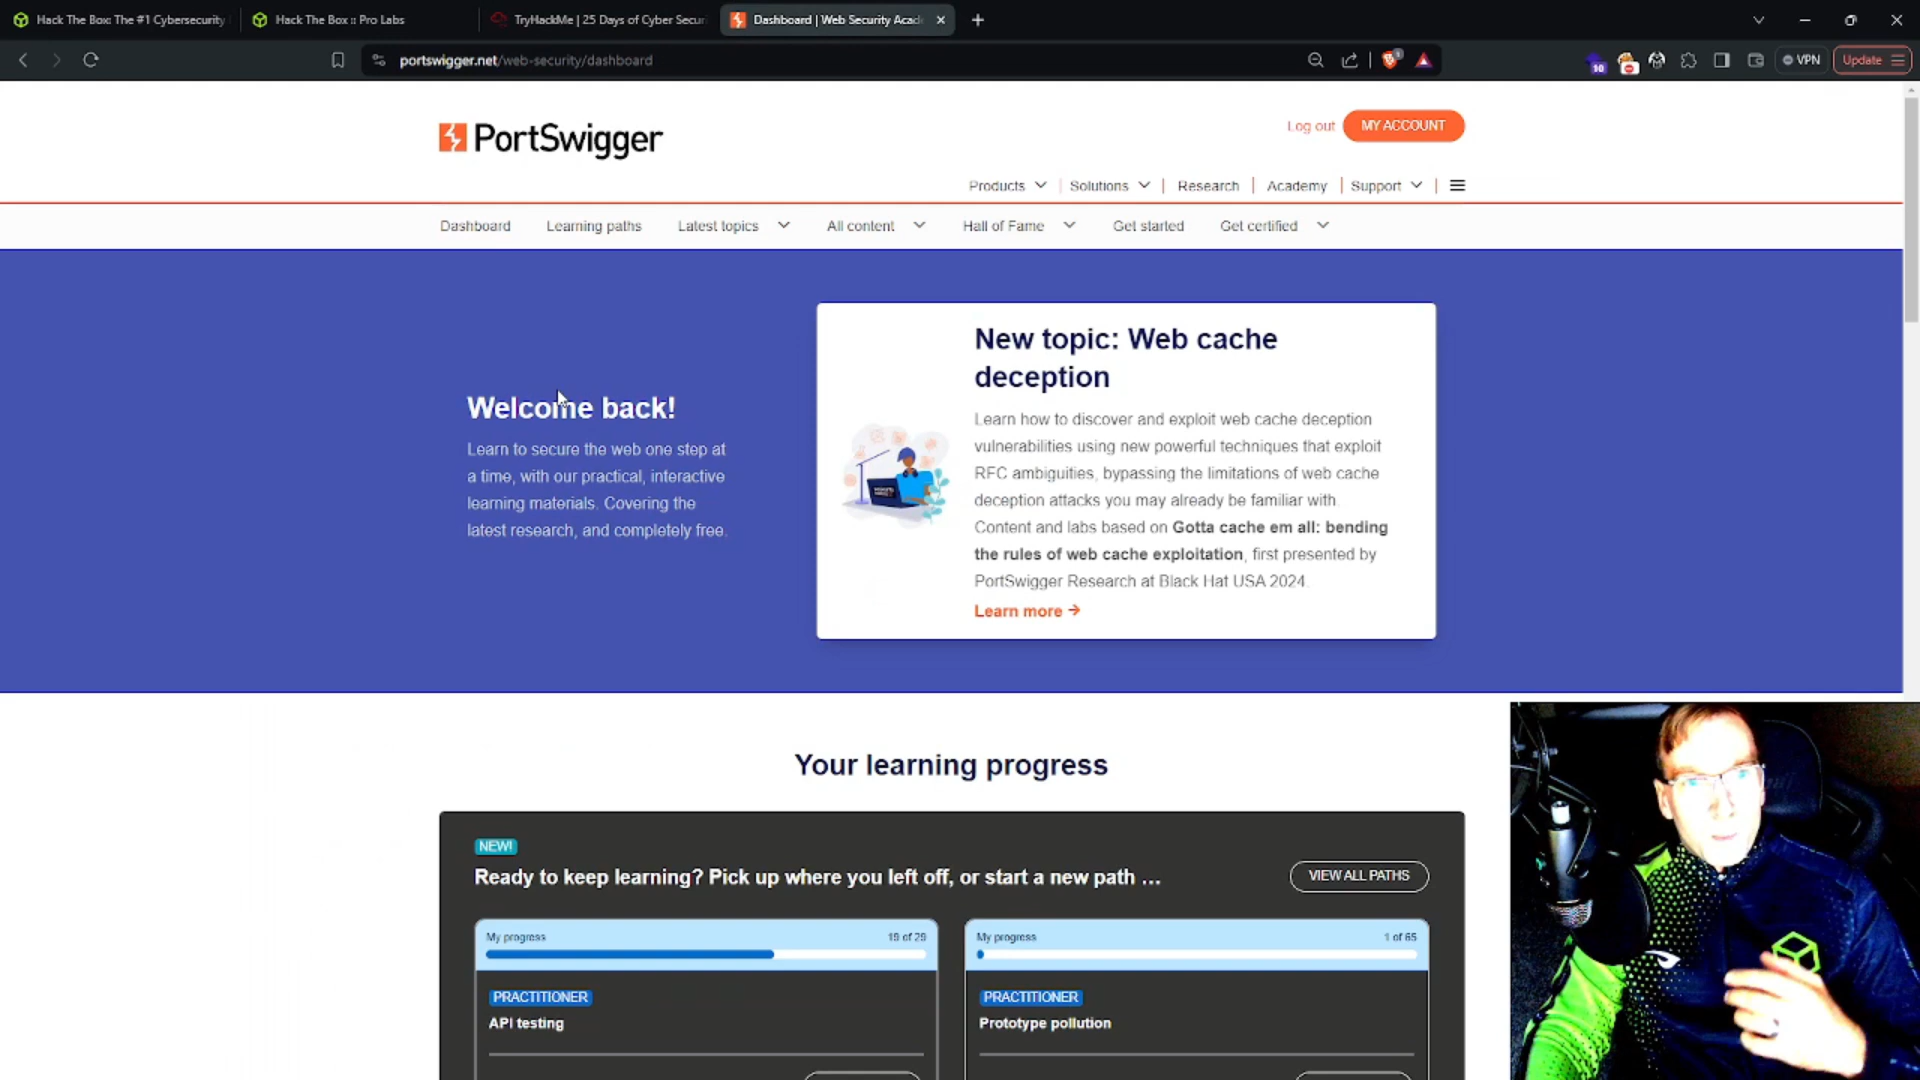 Hack The Box: The #1 Cybersecurity
Hack The Box :: Pro Labs
TryHackMe | 25 Days of Cyber Secur
Dashboard | Web Security Acad
portswigger.net/web-security/dashboard
10
VPN
Update
PortSwigger
Log out
MY ACCOUNT
Products
Solutions
Research
Academy
Support
Dashboard
Learning paths
Latest topics
All content
Hall of Fame
Get started
Get certified
Welcome back!
Learn to secure the web one step at
a time, with our practical, interactive
learning materials. Covering the
latest research, and completely free.
New topic: Web cache
deception
Learn how to discover and exploit web cache deception
vulnerabilities using new powerful techniques that exploit
RFC ambiguities, bypassing the limitations of web cache
deception attacks you may already be familiar with.
Content and labs based on Gotta cache em all: bending
the rules of web cache exploitation, first presented by
PortSwigger Research at Black Hat USA 2024.
Learn more →
Your learning progress
NEW!
Ready to keep learning? Pick up where you left off, or start a new path ...
VIEW ALL PATHS
My progress
19 of 29
PRACTITIONER
API testing
My progress
1 of 65
PRACTITIONER
Prototype pollution